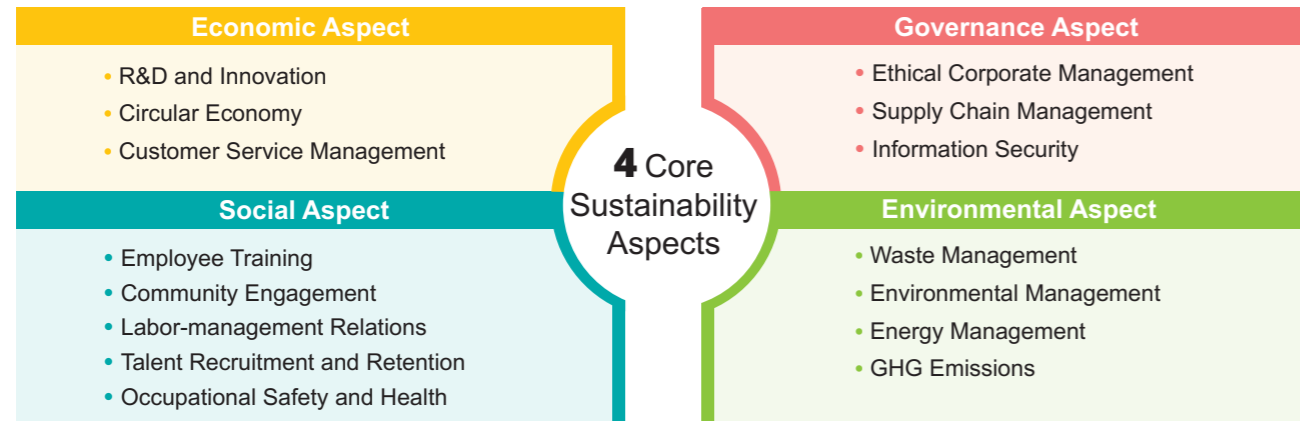 Economic Aspect
• R&D and Innovation
• Circular Economy
• Customer Service Management
Governance Aspect
• Ethical Corporate Management
• Supply Chain Management
• Information Security
4 Core
Sustainability
Aspects
Social Aspect
• Employee Training
• Community Engagement
• Labor-management Relations
• Talent Recruitment and Retention
• Occupational Safety and Health
Environmental Aspect
• Waste Management
• Environmental Management
• Energy Management
• GHG Emissions